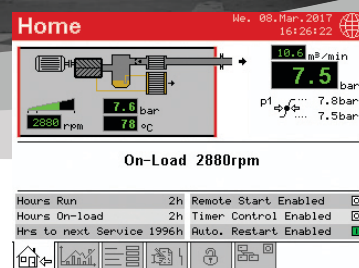 Home
We. 08.Mar.2017
16:26:22
10.6 m³/min
7.5 bar
p1 7.8bar
7.5bar
7.6 bar
2880 rpm
78 °C
On-Load 2880rpm
Hours Run 2h
Remote Start Enabled
Hours On-load 2h
Timer Control Enabled
Hrs to next Service 1996h
Auto. Restart Enabled